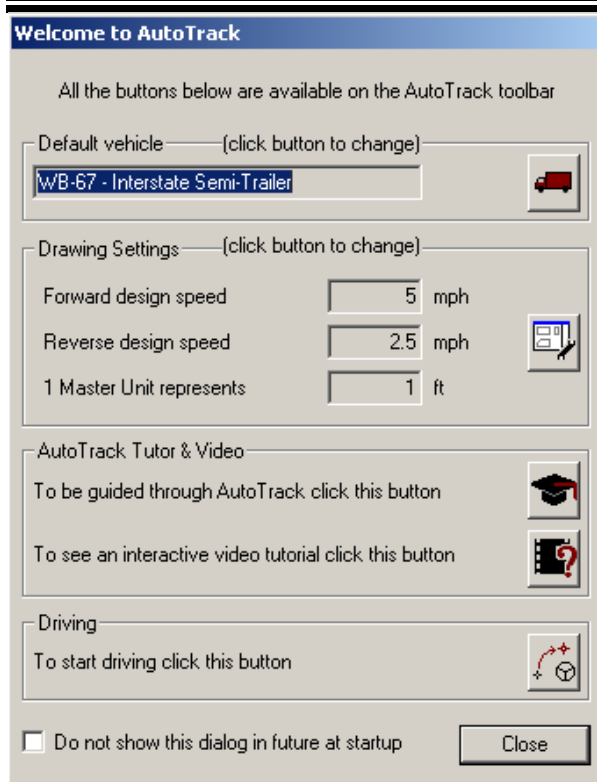 Welcome to AutoTrack
All the buttons below are available on the AutoTrack toolbar
Default vehicle (click button to change)
WB-67 - Interstate Semi-Trailer
Drawing Settings (click button to change)
Forward design speed 5 mph
Reverse design speed 2.5 mph
1 Master Unit represents 1 ft
AutoTrack Tutor & Video
To be guided through AutoTrack click this button
To see an interactive video tutorial click this button
?
Driving
To start driving click this button
Do not show this dialog in future at startup Close